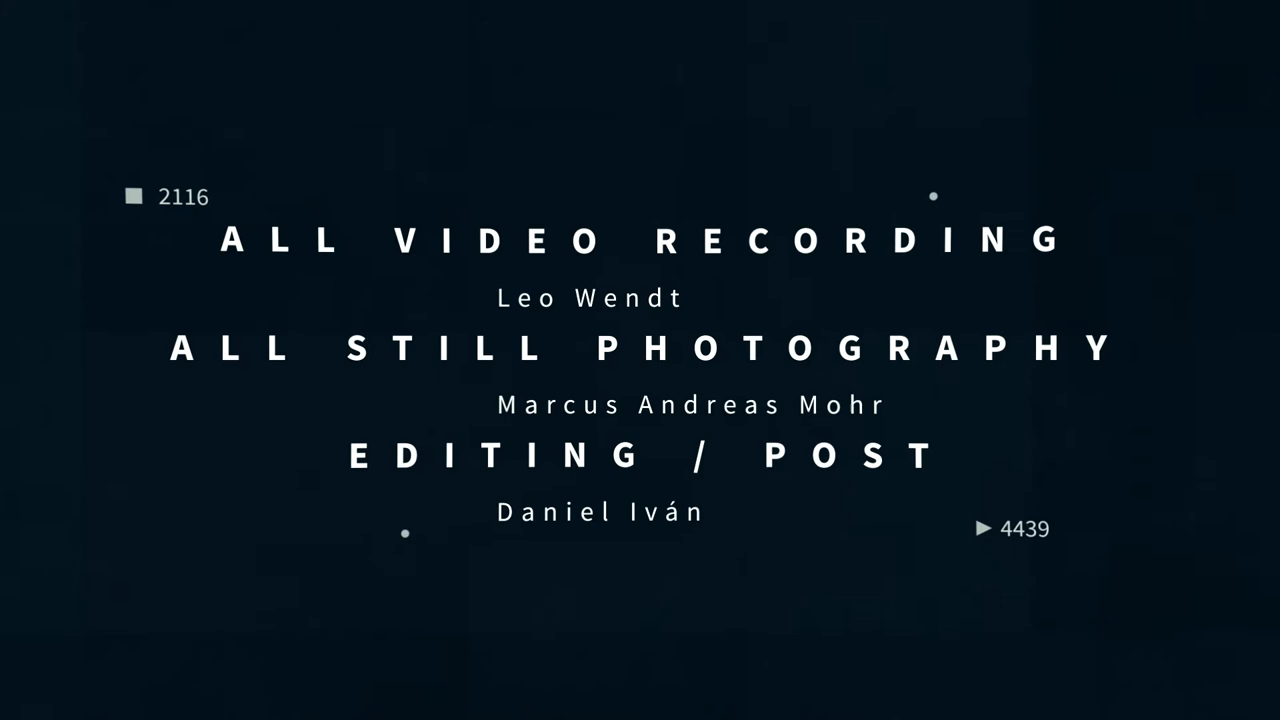 2116
ALL VIDEO RECORDING
Leo Wendt
ALL STILL PHOTOGRAPHY
Marcus Andreas Mohr
EDITING / POST
Daniel Iván
4439